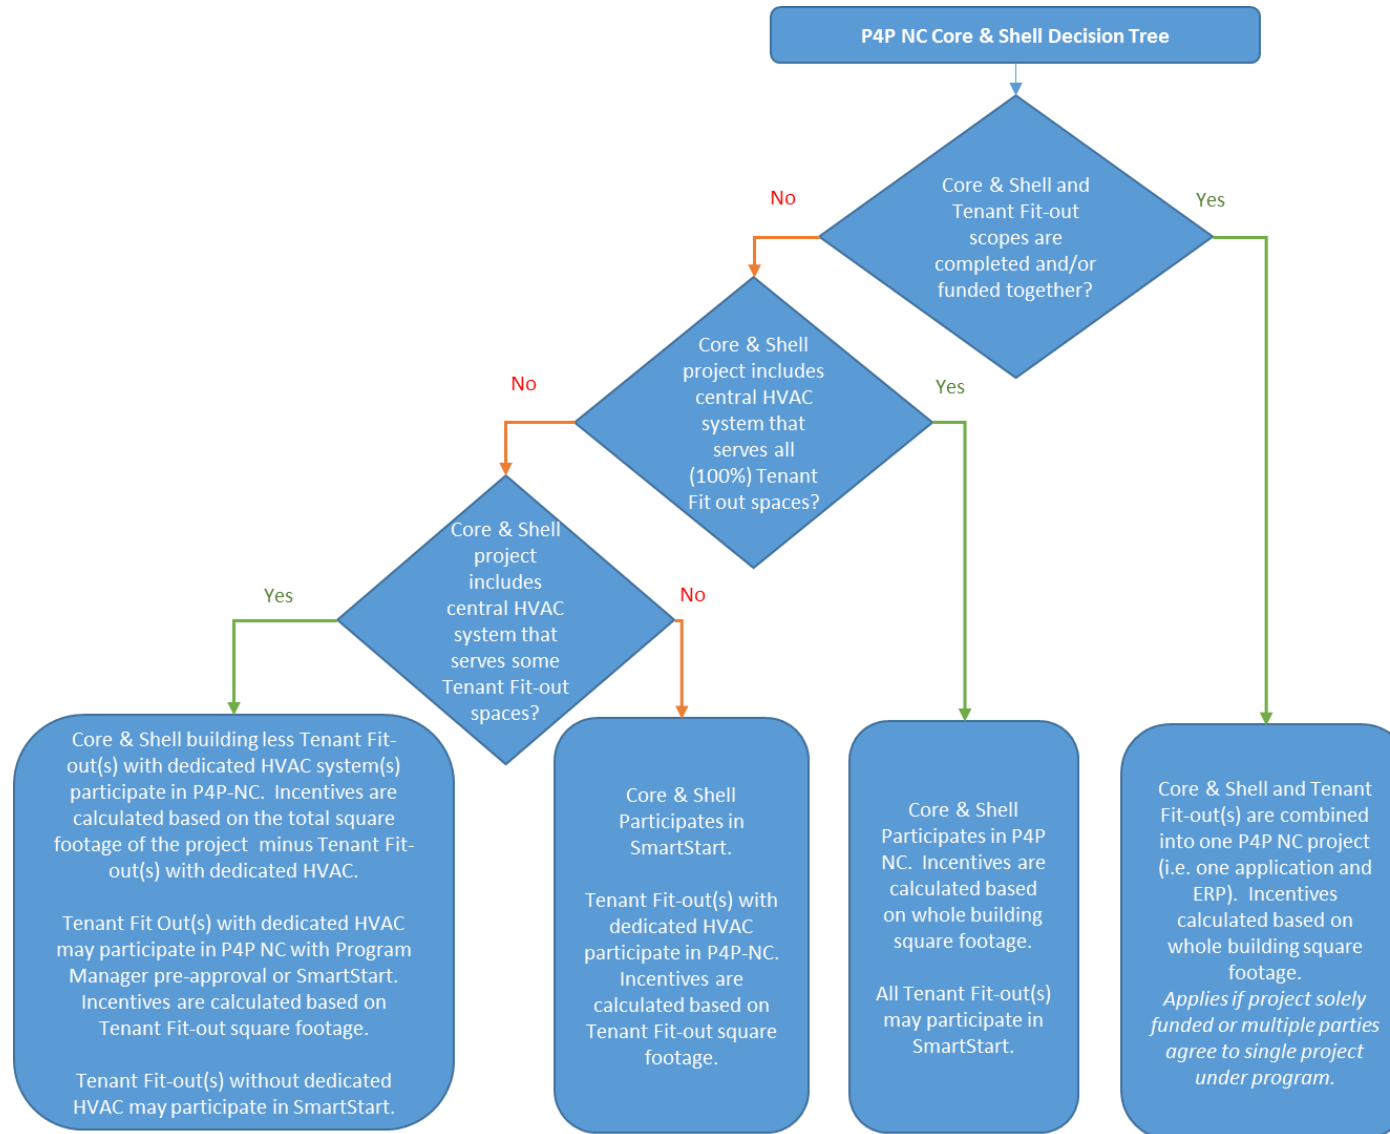 P4P NC Core & Shell Decision Tree
Core & Shell and
Tenant Fit-out
scopes are
completed and/or
funded together?
No
Yes
Core & Shell
project includes
central HVAC
system that
serves all
(100%) Tenant
Fit out spaces?
No
Yes
Core & Shell
project
includes
central HVAC
system that
serves some
Tenant Fit-out
spaces?
Yes
No
Core & Shell building less Tenant Fit-
out(s) with dedicated HVAC system(s)
participate in P4P-NC. Incentives are
calculated based on the total square
footage of the project minus Tenant Fit-
out(s) with dedicated HVAC.
Tenant Fit Out(s) with dedicated HVAC
may participate in P4P NC with Program
Manager pre-approval or SmartStart.
Incentives are calculated based on
Tenant Fit-out square footage.
Tenant Fit-out(s) without dedicated
HVAC may participate in SmartStart.
Core & Shell
Participates in
SmartStart.
Tenant Fit-out(s) with
dedicated HVAC
participate in P4P-NC.
Incentives are
calculated based on
Tenant Fit-out square
footage.
Core & Shell
Participates in P4P
NC. Incentives are
calculated based
on whole building
square footage.
All Tenant Fit-out(s)
may participate in
SmartStart.
Core & Shell and Tenant
Fit-out(s) are combined
into one P4P NC project
(i.e. one application and
ERP). Incentives
calculated based on
whole building square
footage.
Applies if project solely
funded or multiple parties
agree to single project
under program.